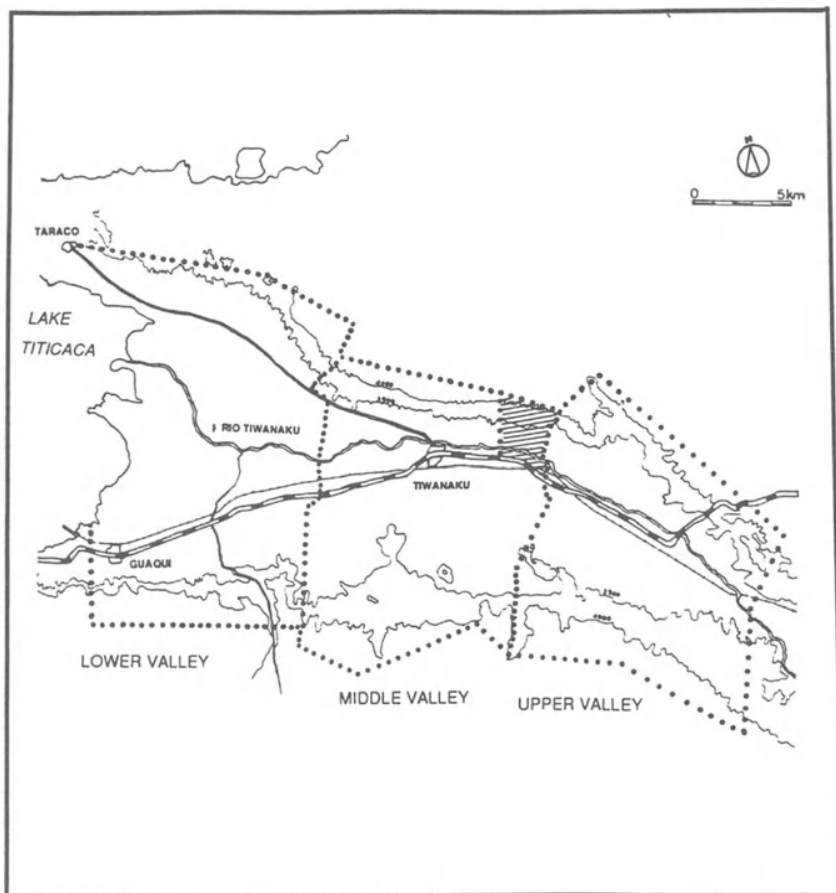 N
0 5km
TARACO
LAKE
TITICACA
RIO TIWANAKU
TIWANAKU
GUAQUI
LOWER VALLEY
MIDDLE VALLEY
UPPER VALLEY